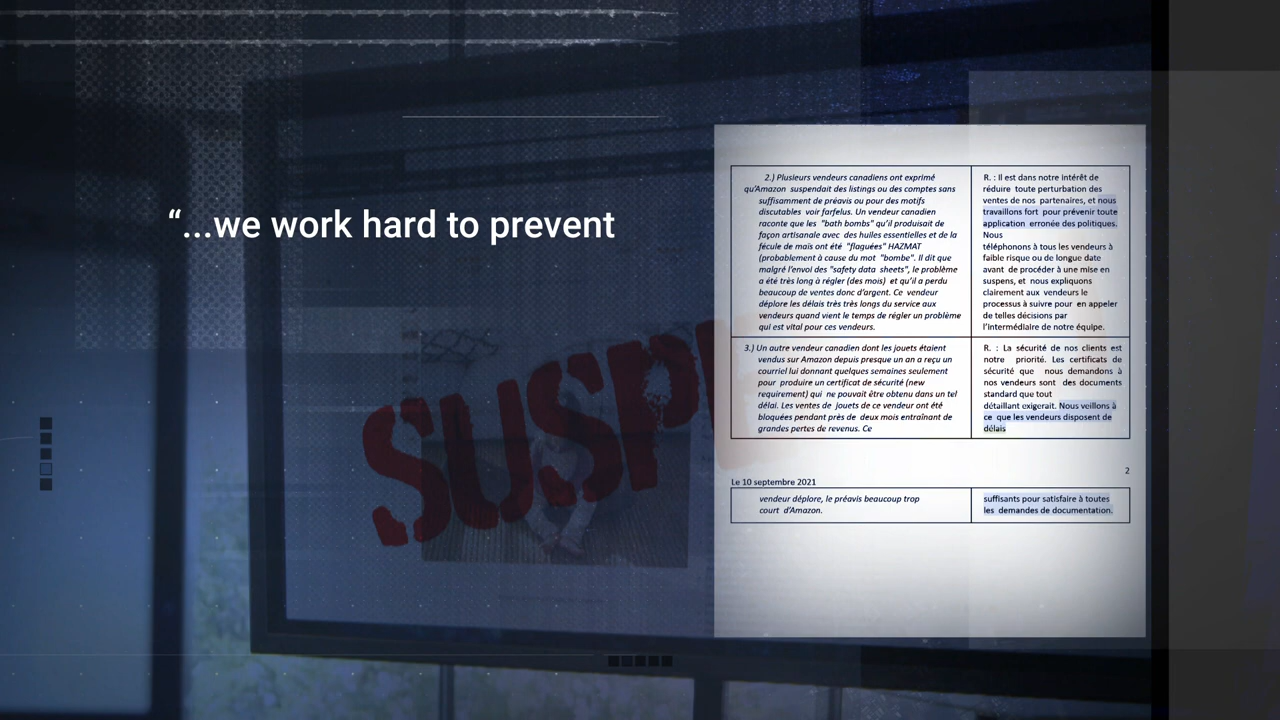 “...we work hard to prevent
SUSP
2.) Plusieurs vendeurs canadiens ont exprimé
qu'Amazon suspendait des listings ou des comptes sans
suffisamment de préavis ou pour des motifs
discutables voir farfelus. Un vendeur canadien
raconte que les "bath bombs" qu'il produisait de
façon artisanale avec des huiles essentielles et de la
fécule de maïs ont été "flaguées" HAZMAT
(probablement à cause du mot "bombe". Il dit que
malgré l'envoi des "safety data sheets", le problème
a été très long à régler (des mois) et qu'il a perdu
beaucoup de ventes donc d'argent. Ce vendeur
déplore les délais très très longs du service aux
vendeurs quand vient le temps de régler un problème
qui est vital pour ces vendeurs.
R. : Il est dans notre intérêt de
réduire toute perturbation des
ventes de nos partenaires, et nous
travaillons fort pour prévenir toute
application erronée des politiques.
Nous
téléphonons à tous les vendeurs à
faible risque ou de longue date
avant de procéder à une mise en
suspens, et nous expliquons
clairement aux vendeurs le
processus à suivre pour en appeler
de telles décisions par
l'intermédiaire de notre équipe.
3.) Un autre vendeur canadien dont les jouets étaient
vendus sur Amazon depuis presque un an a reçu un
courriel lui donnant quelques semaines seulement
pour produire un certificat de sécurité (new
requirement) qui ne pouvait être obtenu dans un tel
délai. Les ventes de jouets de ce vendeur ont été
bloquées pendant près de deux mois entraînant de
grandes pertes de revenus. Ce
R. : La sécurité de nos clients est
notre priorité. Les certificats de
sécurité que nous demandons à
nos vendeurs sont des documents
standard que tout
détaillant exigerait. Nous veillons à
ce que les vendeurs disposent de
délais
2
Le 10 septembre 2021
vendeur déplore, le préavis beaucoup trop
court d'Amazon.
suffisants pour satisfaire à toutes
les demandes de documentation.